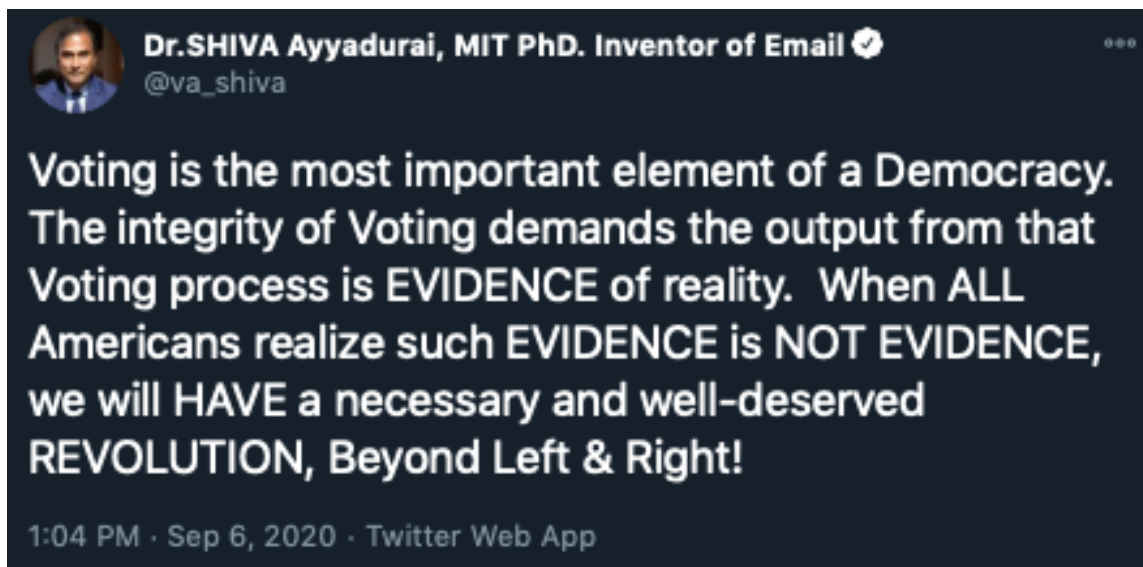 Dr.SHIVA Ayyadurai, MIT PhD. Inventor of Email
@va_shiva
Voting is the most important element of a Democracy.
The integrity of Voting demands the output from that
Voting process is EVIDENCE of reality.  When ALL
Americans realize such EVIDENCE is NOT EVIDENCE,
we will HAVE a necessary and well-deserved
REVOLUTION, Beyond Left & Right!
1:04 PM · Sep 6, 2020 · Twitter Web App